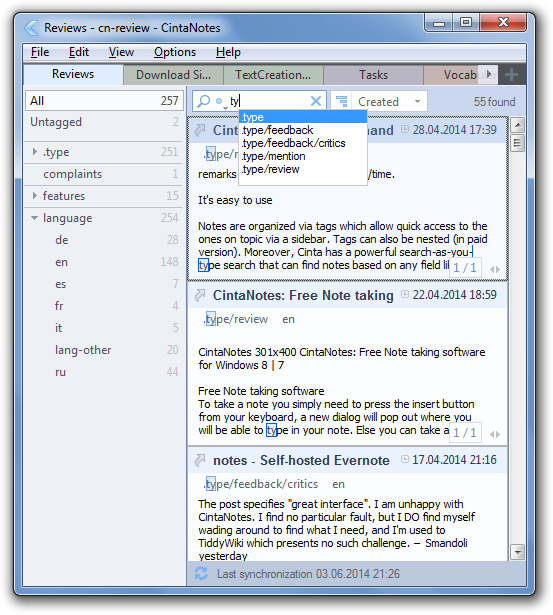 Reviews - cn-review - CintaNotes
File Edit View Options Help
Reviews Download Si... TextCreation... Tasks Vocabu
All 257
Untagged 2
.type 251
complaints 1
features 15
language 254
de 28
en 148
es 7
fr 4
it 5
lang-other 20
ru 44
ty Created 55 found
.type
.type/feedback
.type/feedback/critics
.type/mention
.type/review
Cint and 28.04.2014 17:39
.type/r
remarks /time.
It's easy to use
Notes are organized via tags which allow quick access to the
ones on topic via a sidebar. Tags can also be nested (in paid
version). Moreover, Cinta has a powerful search-as-you-
type search that can find notes based on any field li
1 / 1
CintaNotes: Free Note taking 22.04.2014 18:59
.type/review en
CintaNotes 301x400 CintaNotes: Free Note taking software
for Windows 8 | 7
Free Note taking software
To take a note you simply need to press the insert button
from your keyboard, a new dialog will pop out where you
will be able to type in your note. Else you can take a
1 / 1
notes - Self-hosted Evernote 17.04.2014 21:16
.type/feedback/critics en
The post specifies "great interface". I am unhappy with
CintaNotes. I find no particular fault, but I DO find myself
wading around to find what I need, and I'm used to
TiddyWiki which presents no such challenge. – Smandoli
yesterday
Last synchronization 03.06.2014 21:26